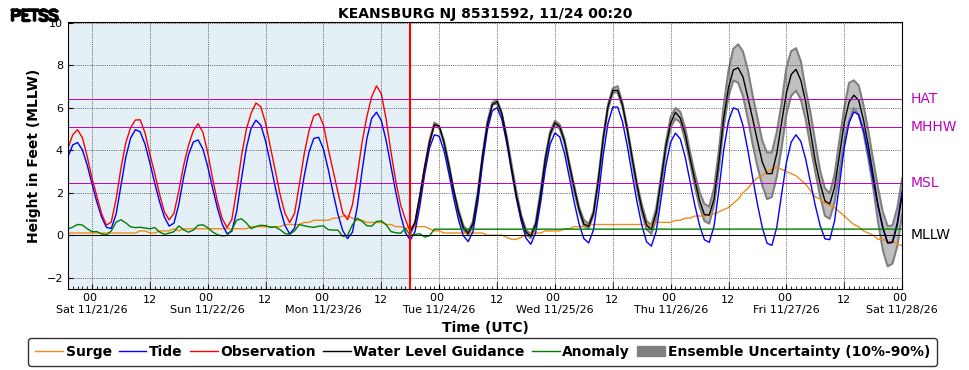 PETSS
KEANSBURG NJ 8531592, 11/24 00:20
Height in Feet (MLLW)
10
8
6
4
2
0
−2
HAT
MHHW
MSL
MLLW
00 12 00 12 00 12 00 12 00 12 00 12 00 12 00
Sat 11/21/26 Sun 11/22/26 Mon 11/23/26 Tue 11/24/26 Wed 11/25/26 Thu 11/26/26 Fri 11/27/26 Sat 11/28/26
Time (UTC)
Surge Tide Observation Water Level Guidance Anomaly Ensemble Uncertainty (10%-90%)